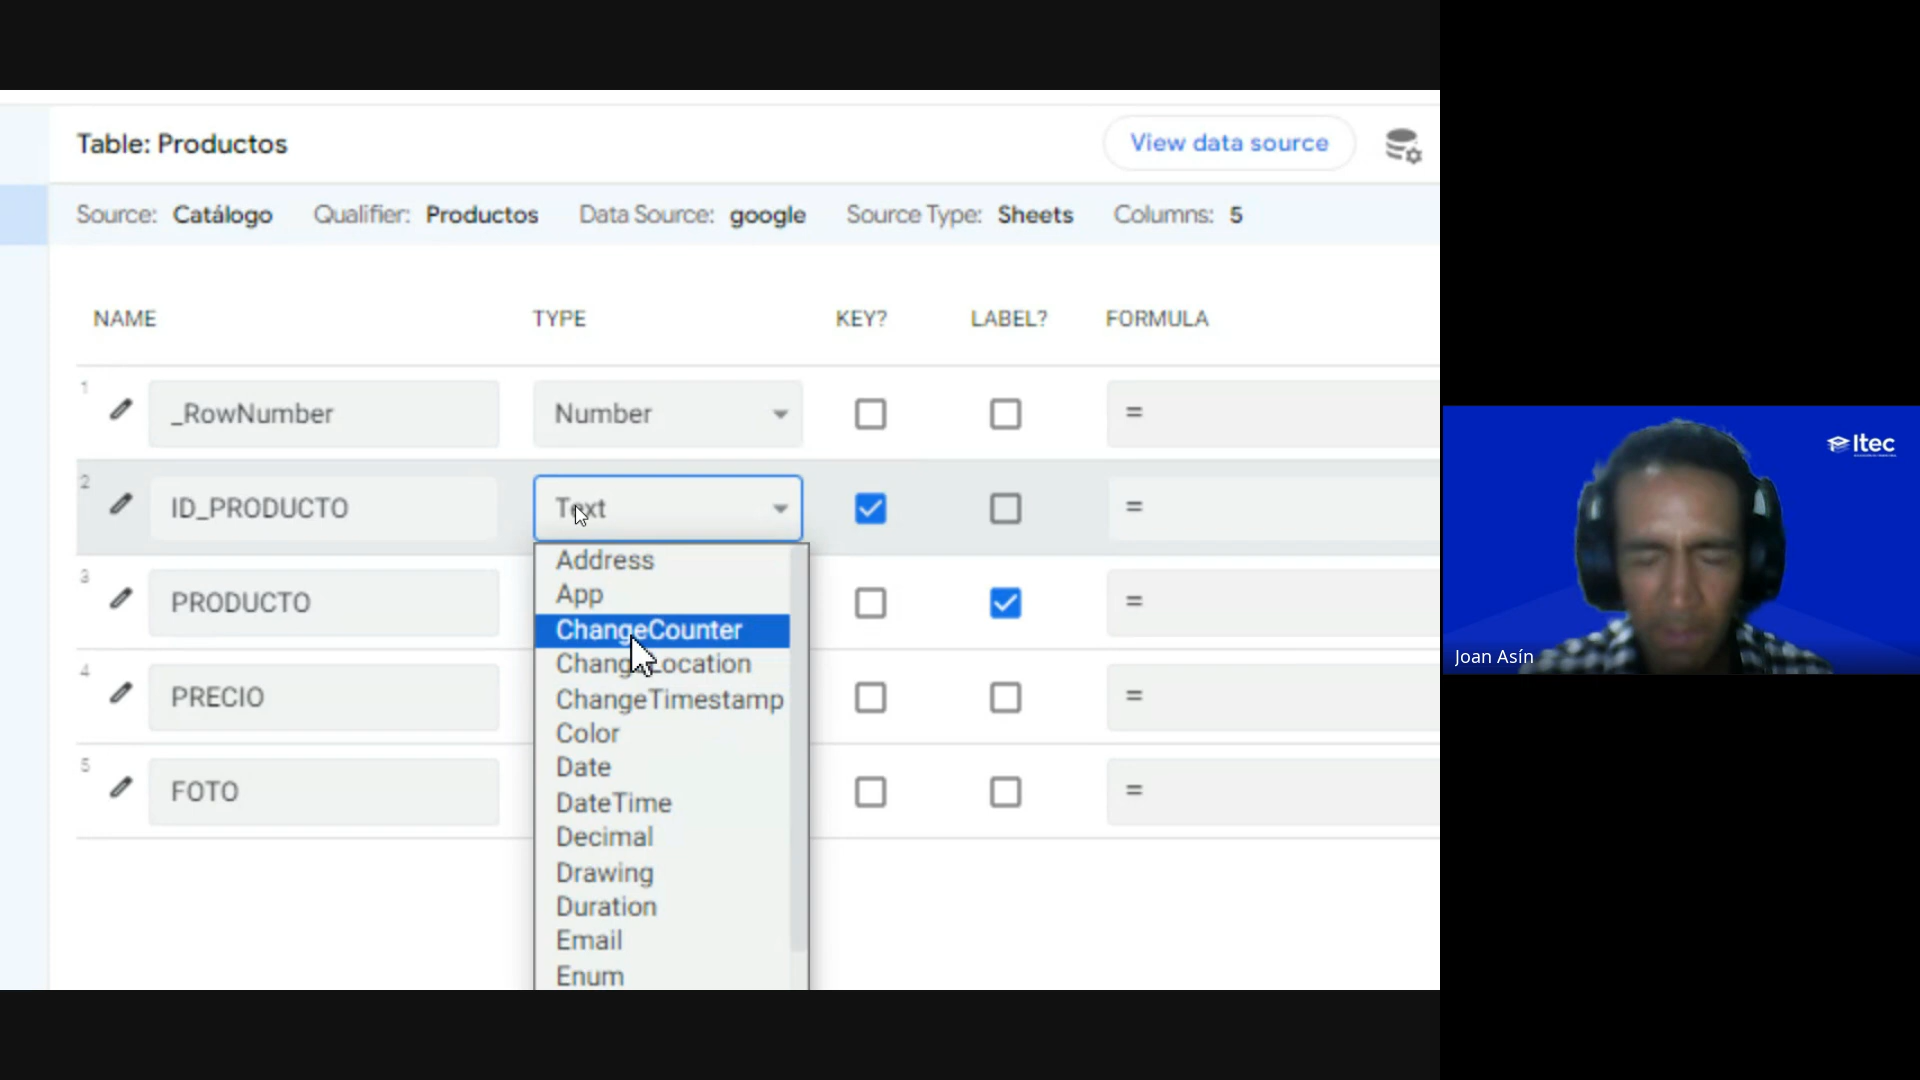 Table: Productos
View data source
Source: Catálogo Qualifier: Productos Data Source: google Source Type: Sheets Columns: 5
NAME TYPE KEY? LABEL? FORMULA
1 _RowNumber Number =
2 ID_PRODUCTO Text =
3 PRODUCTO =
4 PRECIO =
5 FOTO =
Address
App
ChangeCounter
ChangeLocation
ChangeTimestamp
Color
Date
DateTime
Decimal
Drawing
Duration
Email
Enum
Itec
Joan Asín